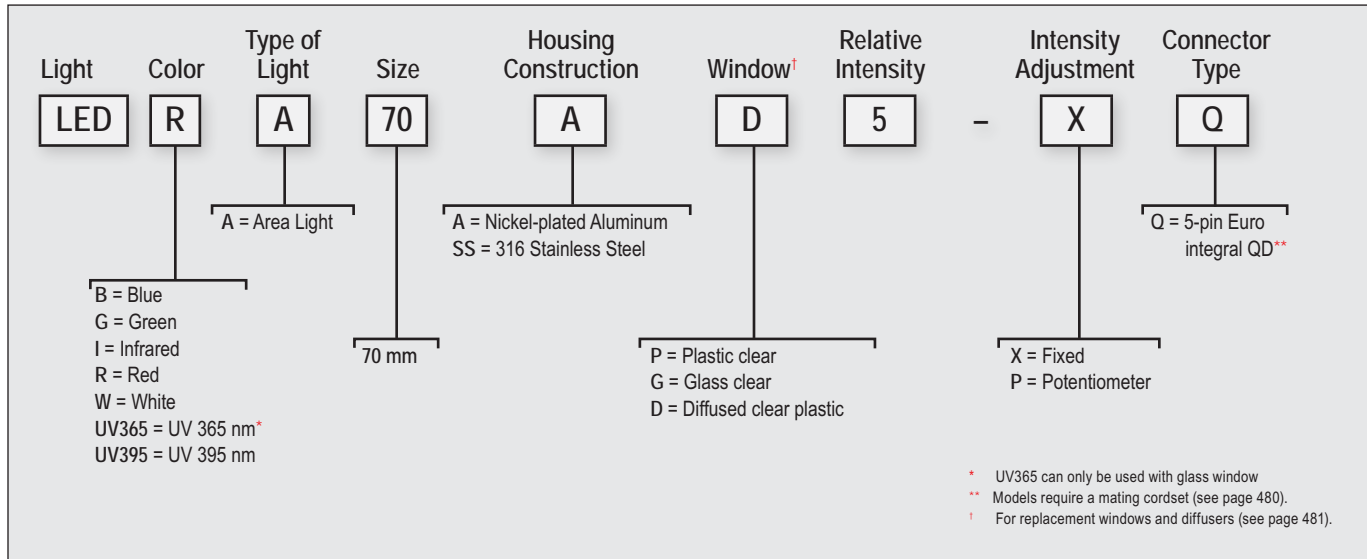 Light Color Type of Light Size Housing Construction Window† Relative Intensity Intensity Adjustment Connector Type
LED R A 70 A D 5 – X Q
A = Area Light
A = Nickel-plated Aluminum
SS = 316 Stainless Steel
Q = 5-pin Euro
integral QD**
B = Blue
G = Green
I = Infrared
R = Red
W = White
UV365 = UV 365 nm*
UV395 = UV 395 nm
70 mm
P = Plastic clear
G = Glass clear
D = Diffused clear plastic
X = Fixed
P = Potentiometer
* UV365 can only be used with glass window
** Models require a mating cordset (see page 480).
† For replacement windows and diffusers (see page 481).